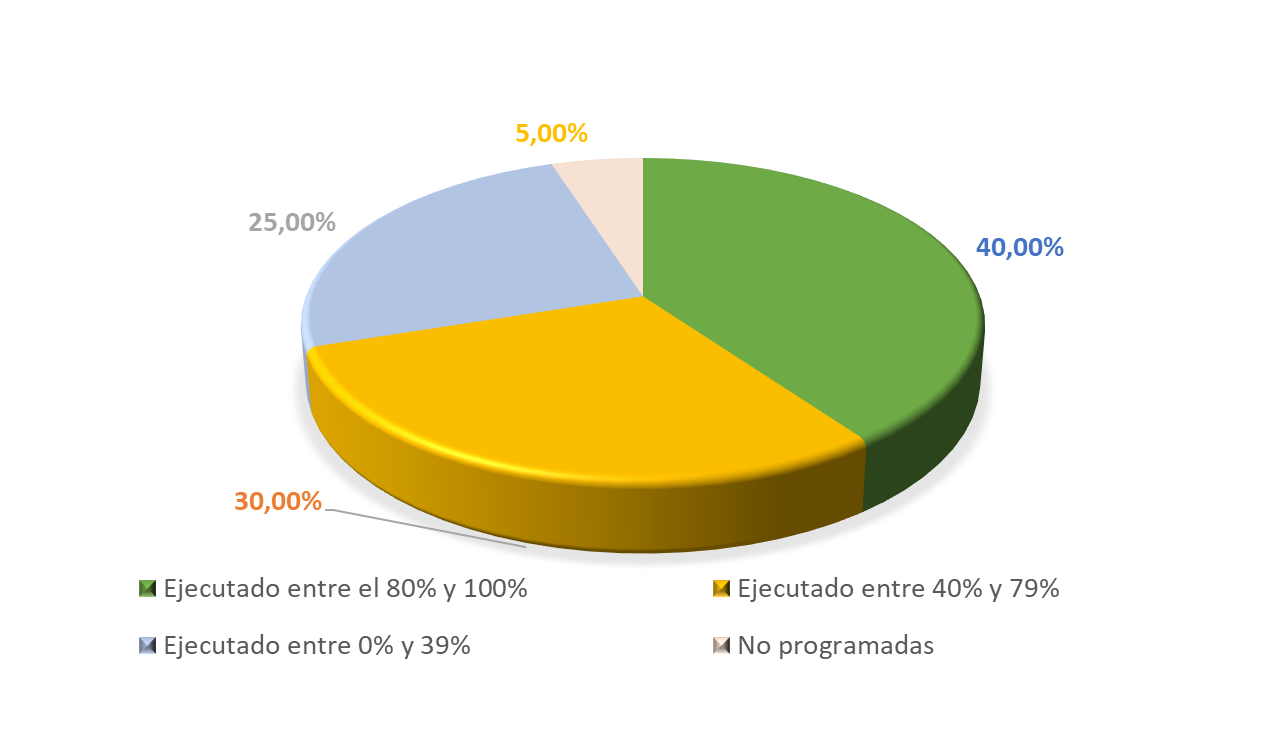 5,00%
25,00%
40,00%
30,00%
Ejecutado entre el 80% y 100%
Ejecutado entre 40% y 79%
Ejecutado entre 0% y 39%
No programadas